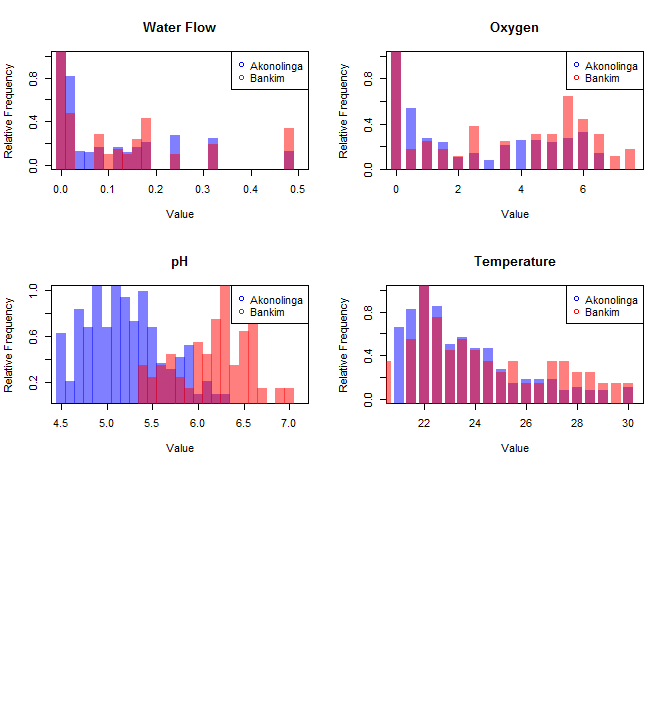 Water Flow
Relative Frequency
0.0 0.4 0.8
Akonolinga
Bankim
0.0 0.1 0.2 0.3 0.4 0.5
Value
Oxygen
Relative Frequency
0.0 0.4 0.8
Akonolinga
Bankim
0 2 4 6
Value
pH
Relative Frequency
0.2 0.6 1.0
Akonolinga
Bankim
4.5 5.0 5.5 6.0 6.5 7.0
Value
Temperature
Relative Frequency
0.0 0.4 0.8
Akonolinga
Bankim
22 24 26 28 30
Value